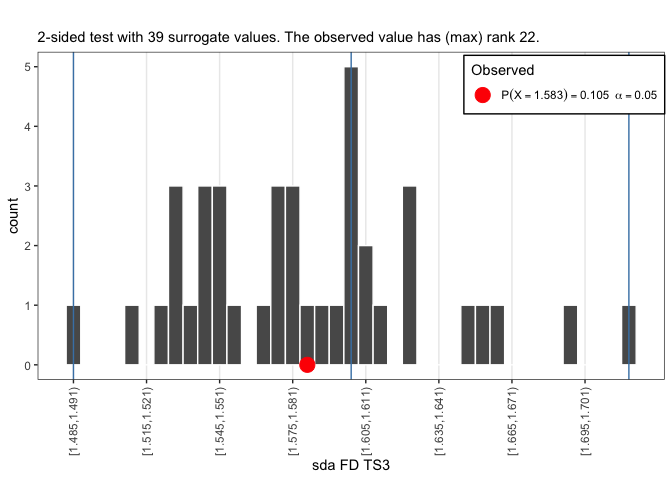 2-sided test with 39 surrogate values. The observed value has (max) rank 22.
Observed
P(X = 1.583) = 0.105 α = 0.05
count
5
4
3
2
1
0
[1.485,1.491)
[1.515,1.521)
[1.545,1.551)
[1.575,1.581)
[1.605,1.611)
[1.635,1.641)
[1.665,1.671)
[1.695,1.701)
sda FD TS3